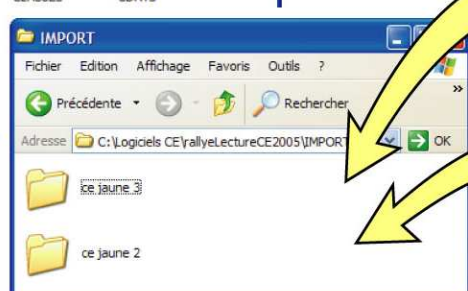 IMPORT
Fichier Edition Affichage Favoris Outils ?
Précédente Rechercher »
Adresse C:\Logiciels CE\rallyeLectureCE2005\IMPORT OK
ce jaune 3
ce jaune 2